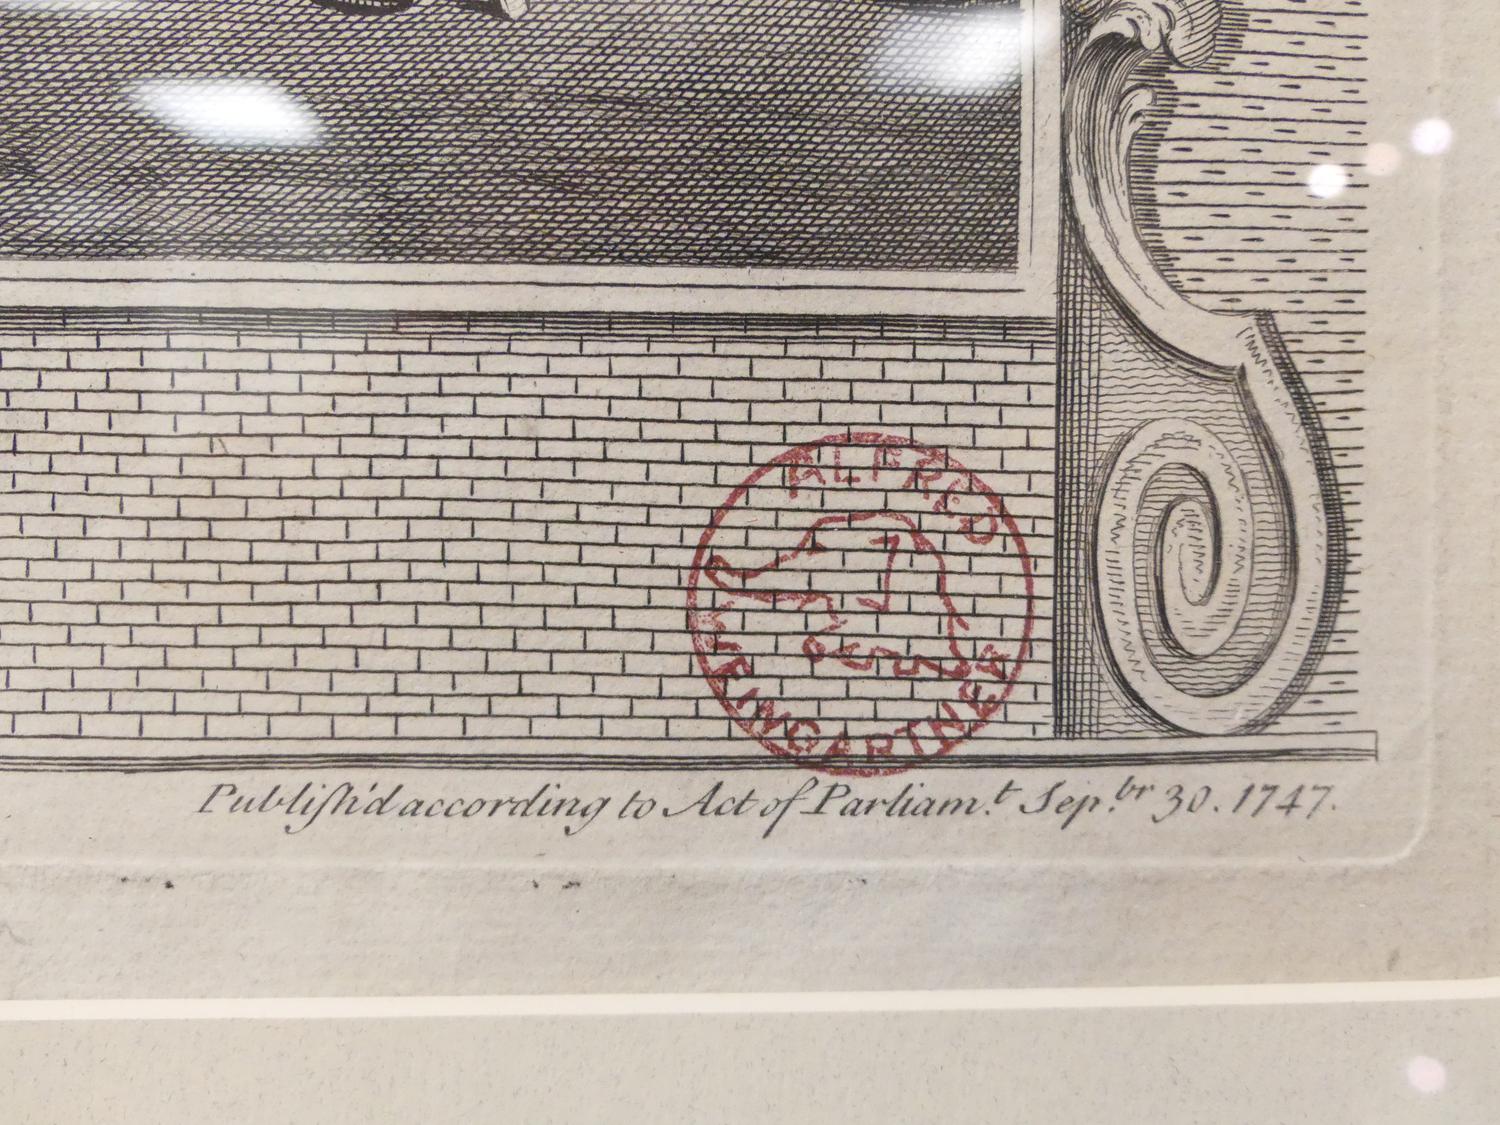 ALFRED
WEINGARTNER
Publiſh'd according to Act of Parliam.t Sep.br 30. 1747.